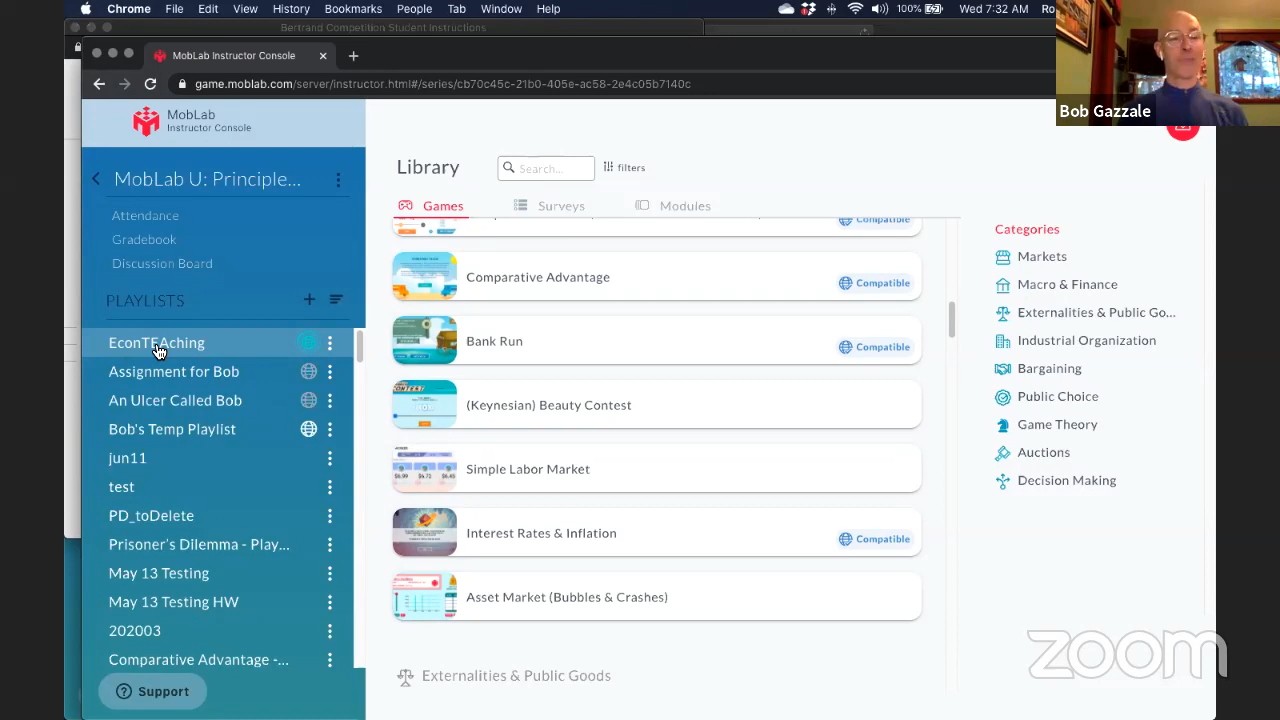 Chrome File Edit View History Bookmarks People Tab Window Help 100% Wed 7:32 AM Ro
Bertrand Competition Student Instructions
MobLab Instructor Console
game.moblab.com/server/instructor.html#/series/cb70c45c-21b0-405e-ac58-2e4c05b7140c
Bob Gazzale
MobLab
Instructor Console
MobLab U: Principle...
Attendance
Gradebook
Discussion Board
PLAYLISTS
EconTEAching
Assignment for Bob
An Ulcer Called Bob
Bob's Temp Playlist
jun11
test
PD_toDelete
Prisoner's Dilemma - Play...
May 13 Testing
May 13 Testing HW
202003
Comparative Advantage -...
Support
Library
Search...
filters
Games Surveys Modules
Compatible
Comparative Advantage
Compatible
Bank Run
Compatible
(Keynesian) Beauty Contest
Simple Labor Market
Interest Rates & Inflation
Compatible
Asset Market (Bubbles & Crashes)
Externalities & Public Goods
Categories
Markets
Macro & Finance
Externalities & Public Go...
Industrial Organization
Bargaining
Public Choice
Game Theory
Auctions
Decision Making
zoom